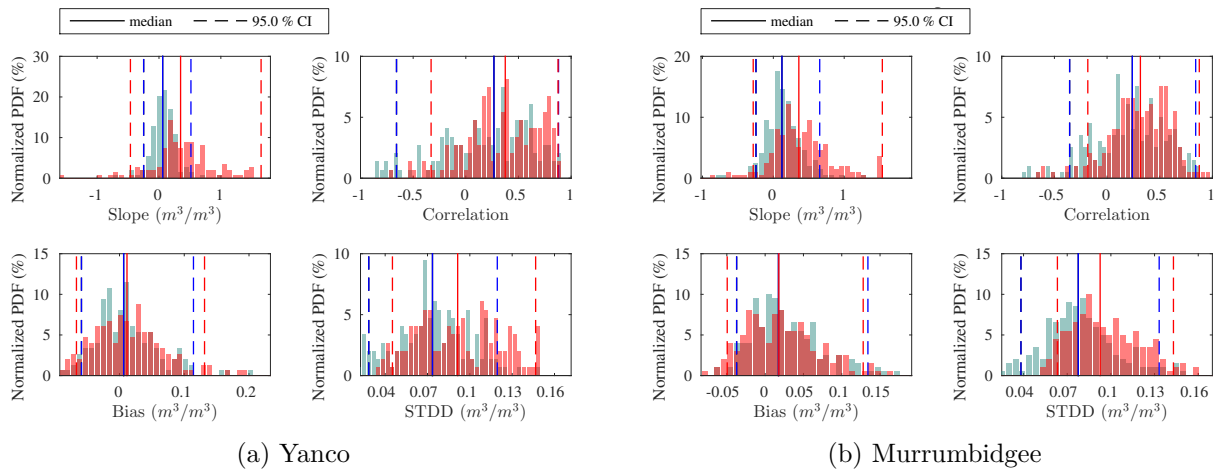 median 95.0 % CI
median 95.0 % CI
Normalized PDF (%)
30
20
10
0
-1 0 1
Slope (m³/m³)
Normalized PDF (%)
10
5
0
-1 -0.5 0 0.5 1
Correlation
Normalized PDF (%)
20
15
10
5
0
-1 0 1 2
Slope (m³/m³)
Normalized PDF (%)
10
5
0
-1 -0.5 0 0.5 1
Correlation
Normalized PDF (%)
15
10
5
0
0 0.1 0.2
Bias (m³/m³)
Normalized PDF (%)
10
5
0
0.04 0.07 0.1 0.13 0.16
STDD (m³/m³)
Normalized PDF (%)
15
10
5
0
-0.05 0 0.05 0.1 0.15
Bias (m³/m³)
Normalized PDF (%)
15
10
5
0
0.04 0.07 0.1 0.13 0.16
STDD (m³/m³)
(a) Yanco
(b) Murrumbidgee